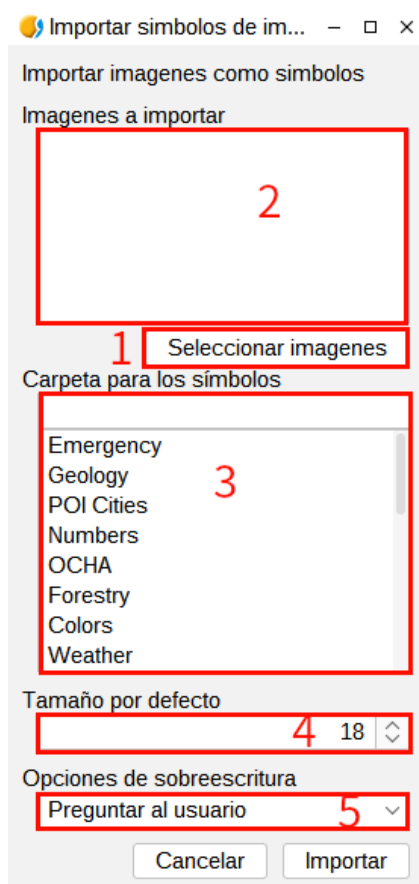 Importar simbolos de im...
Importar imagenes como simbolos
Imagenes a importar
2
1 Seleccionar imagenes
Carpeta para los símbolos
Emergency
Geology
3
POI Cities
Numbers
OCHA
Forestry
Colors
Weather
Tamaño por defecto
4 18
Opciones de sobreescritura
Preguntar al usuario 5
Cancelar Importar